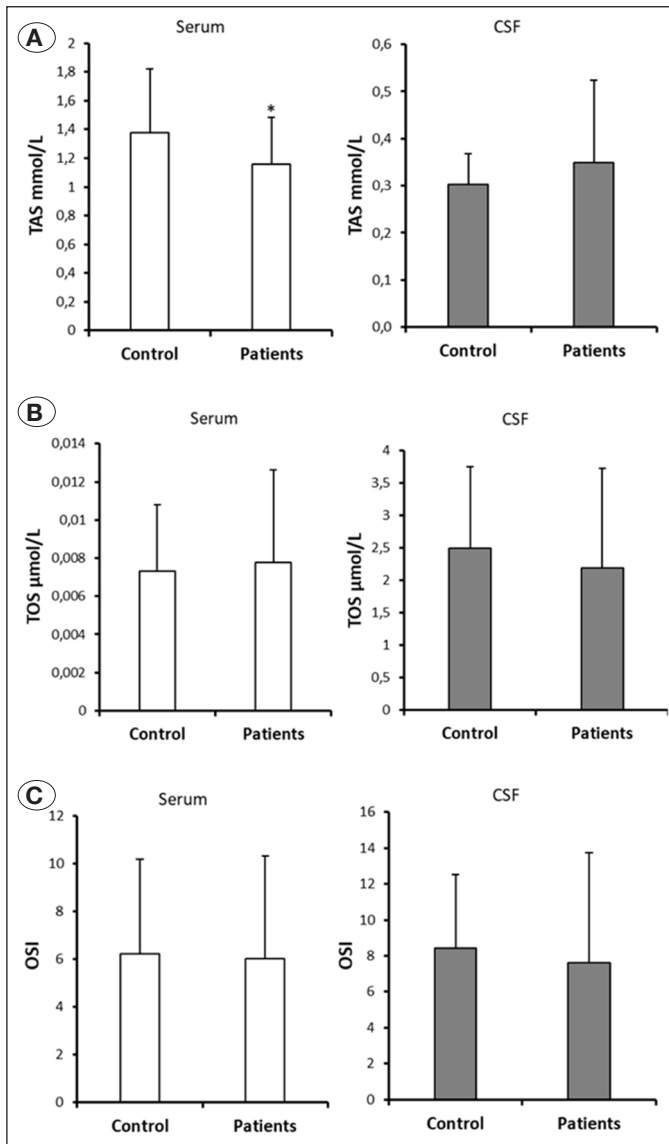 A
Serum
TAS mmol/L
2
1,8
1,6
1,4
1,2
1
0,8
0,6
0,4
0,2
0
*
Control Patients
CSF
TAS mmol/L
0,6
0,5
0,4
0,3
0,2
0,1
0,0
Control Patients
B
Serum
TOS µmol/L
0,014
0,012
0,01
0,008
0,006
0,004
0,002
0
Control Patients
CSF
TOS µmol/L
4
3,5
3
2,5
2
1,5
1
0,5
0
Control Patients
C
Serum
OSI
12
10
8
6
4
2
0
Control Patients
CSF
OSI
16
14
12
10
8
6
4
2
0
Control Patients